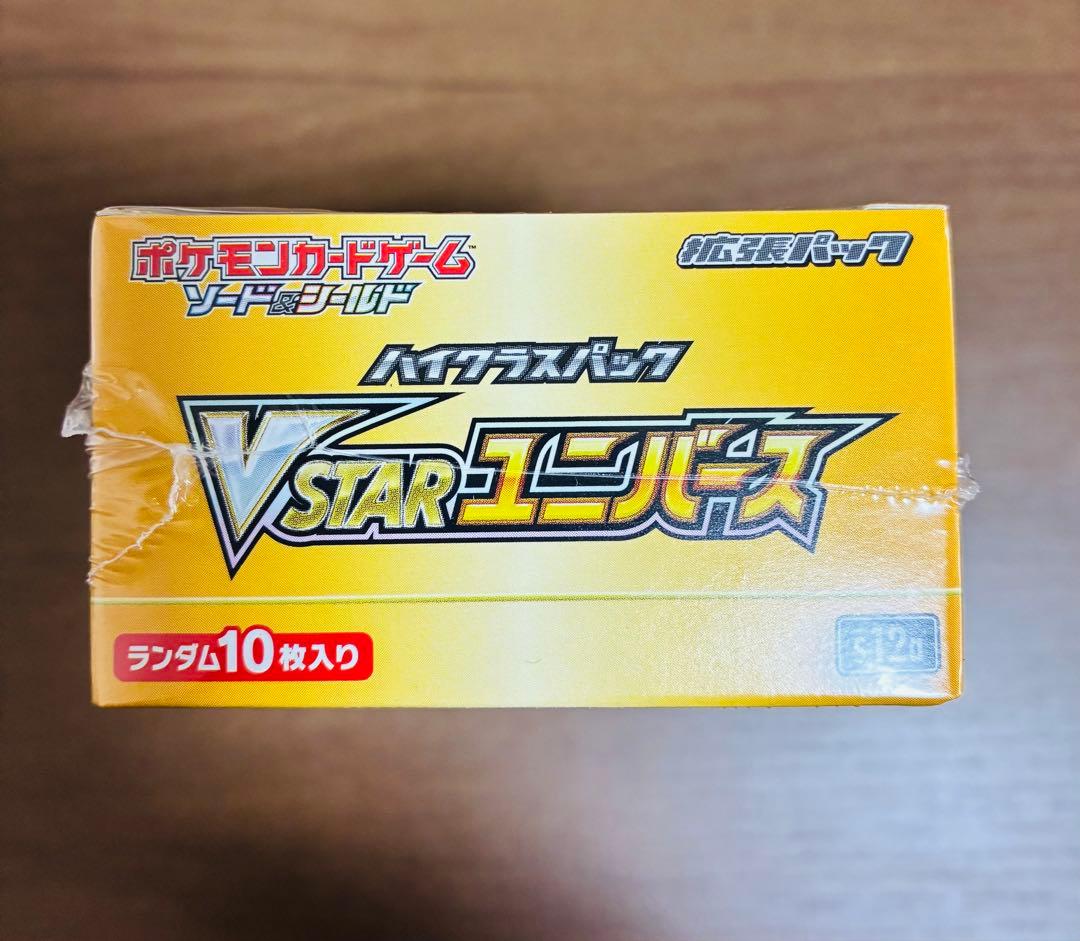 ポケモンカードゲーム™
ソード&シールド
拡張パック
ハイクラスパック
VSTARユニバース
ランダム10枚入り
s12a